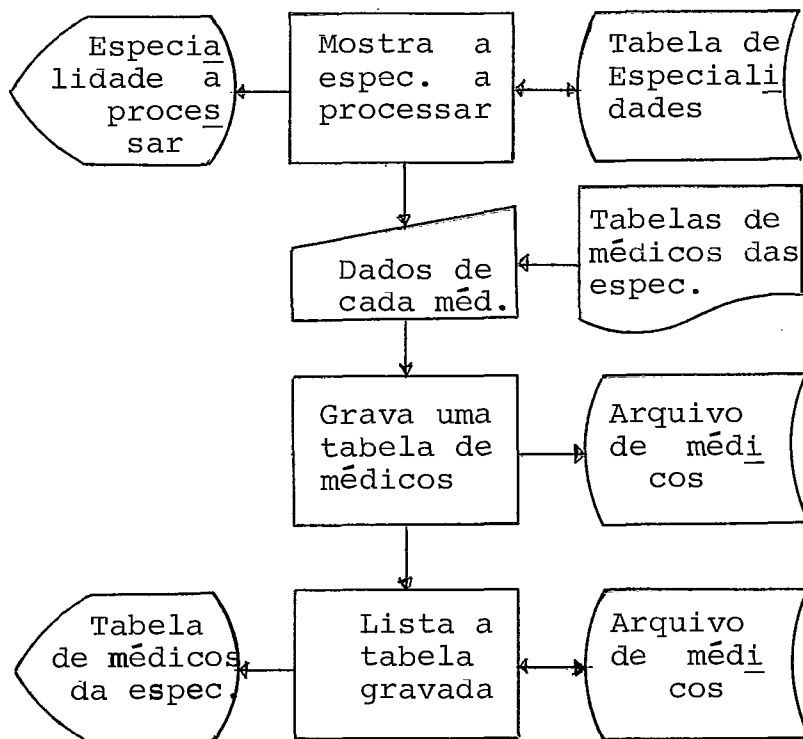 Especia
lidade a
proces
sar
Mostra a
espec. a
processar
Tabela de
Especiali
dades
Dados de
cada méd.
Tabelas de
médicos das
espec.
Grava uma
tabela de
médicos
Arquivo
de médi
cos
Tabela
de médicos
da espec.
Lista a
tabela
gravada
Arquivo
de médi
cos